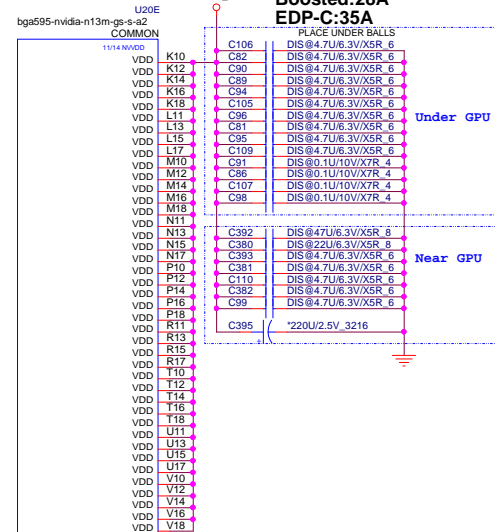 Boosted:28A
EDP-C:35A
U20E
bga595-nvidia-n13m-gs-s-a2
COMMON
11/14 NVVDD
PLACE UNDER BALLS
VDD K10
VDD K12
VDD K14
VDD K16
VDD K18
VDD L11
VDD L13
VDD L15
VDD L17
VDD M10
VDD M12
VDD M14
VDD M16
VDD M18
VDD N11
VDD N13
VDD N15
VDD N17
VDD P10
VDD P12
VDD P14
VDD P16
VDD P18
VDD R11
VDD R13
VDD R15
VDD R17
VDD T10
VDD T12
VDD T14
VDD T16
VDD T18
VDD U11
VDD U13
VDD U15
VDD U17
VDD V10
VDD V12
VDD V14
VDD V16
VDD V18
C106 DIS@4.7U/6.3V/X5R_6
C82 DIS@4.7U/6.3V/X5R_6
C90 DIS@4.7U/6.3V/X5R_6
C89 DIS@4.7U/6.3V/X5R_6
C94 DIS@4.7U/6.3V/X5R_6
C105 DIS@4.7U/6.3V/X5R_6
C96 DIS@4.7U/6.3V/X5R_6
C81 DIS@4.7U/6.3V/X5R_6
C95 DIS@4.7U/6.3V/X5R_6
C109 DIS@4.7U/6.3V/X5R_6
C91 DIS@0.1U/10V/X7R_4
C86 DIS@0.1U/10V/X7R_4
C107 DIS@0.1U/10V/X7R_4
C98 DIS@0.1U/10V/X7R_4
Under GPU
C392 DIS@47U/6.3V/X5R_8
C380 DIS@22U/6.3V/X5R_8
C393 DIS@4.7U/6.3V/X5R_6
C381 DIS@4.7U/6.3V/X5R_6
C110 DIS@4.7U/6.3V/X5R_6
C382 DIS@4.7U/6.3V/X5R_6
C99 DIS@4.7U/6.3V/X5R_6
Near GPU
C395 *220U/2.5V_3216
+